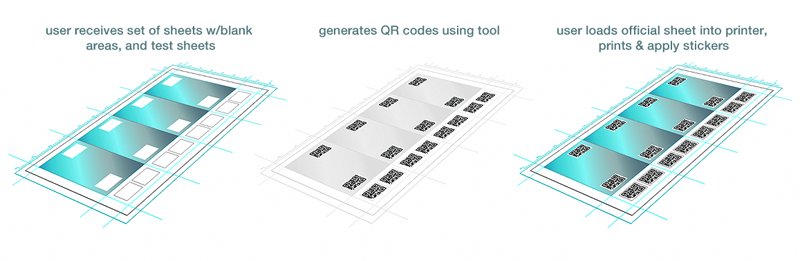 user receives set of sheets w/blank
areas, and test sheets
generates QR codes using tool
user loads official sheet into printer,
prints & apply stickers